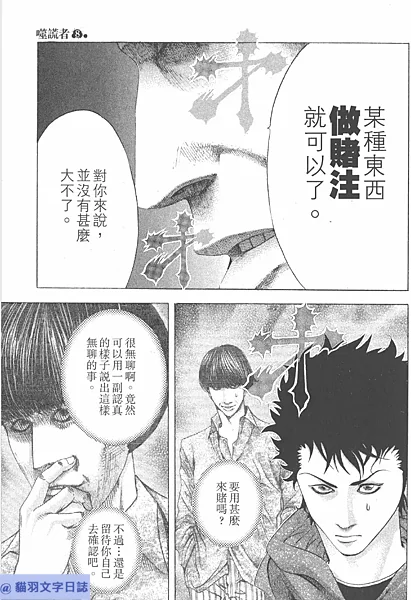 噬謊者 8
某種東西
做賭注
就可以了。
對你來說，
並沒有甚麼
大不了。
要用甚麼
來賭嗎？
很無聊啊。竟然
可以用一副認真
的樣子說出這樣
無聊的事。
不過…還是
留待你自己
去確認吧。
@ 貓羽文字日誌